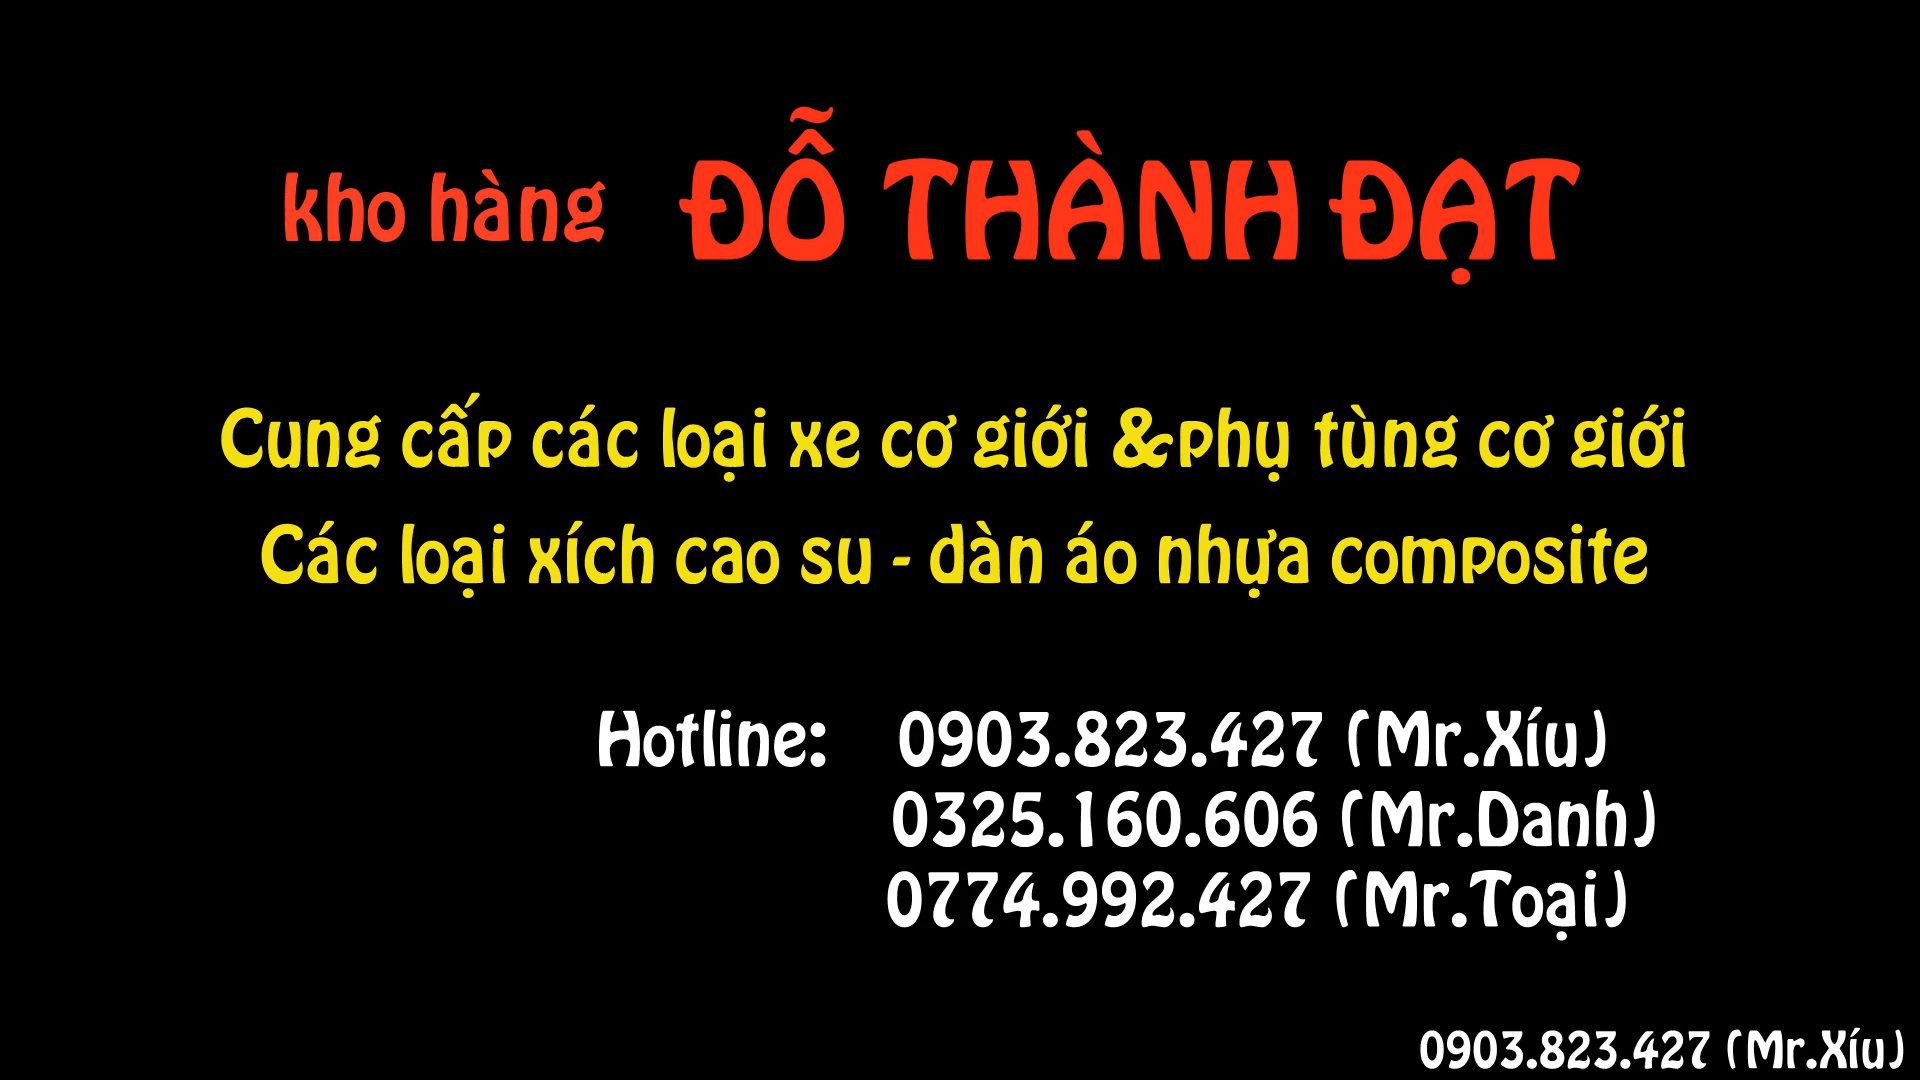 kho hàng ĐỖ THÀNH ĐẠT
Cung cấp các loại xe cơ giới &phụ tùng cơ giới
Các loại xích cao su - dàn áo nhựa composite
Hotline: 0903.823.427 (Mr.Xíu)
0325.160.606 (Mr.Danh)
0774.992.427 (Mr.Toại)
0903.823.427 (Mr.Xíu)